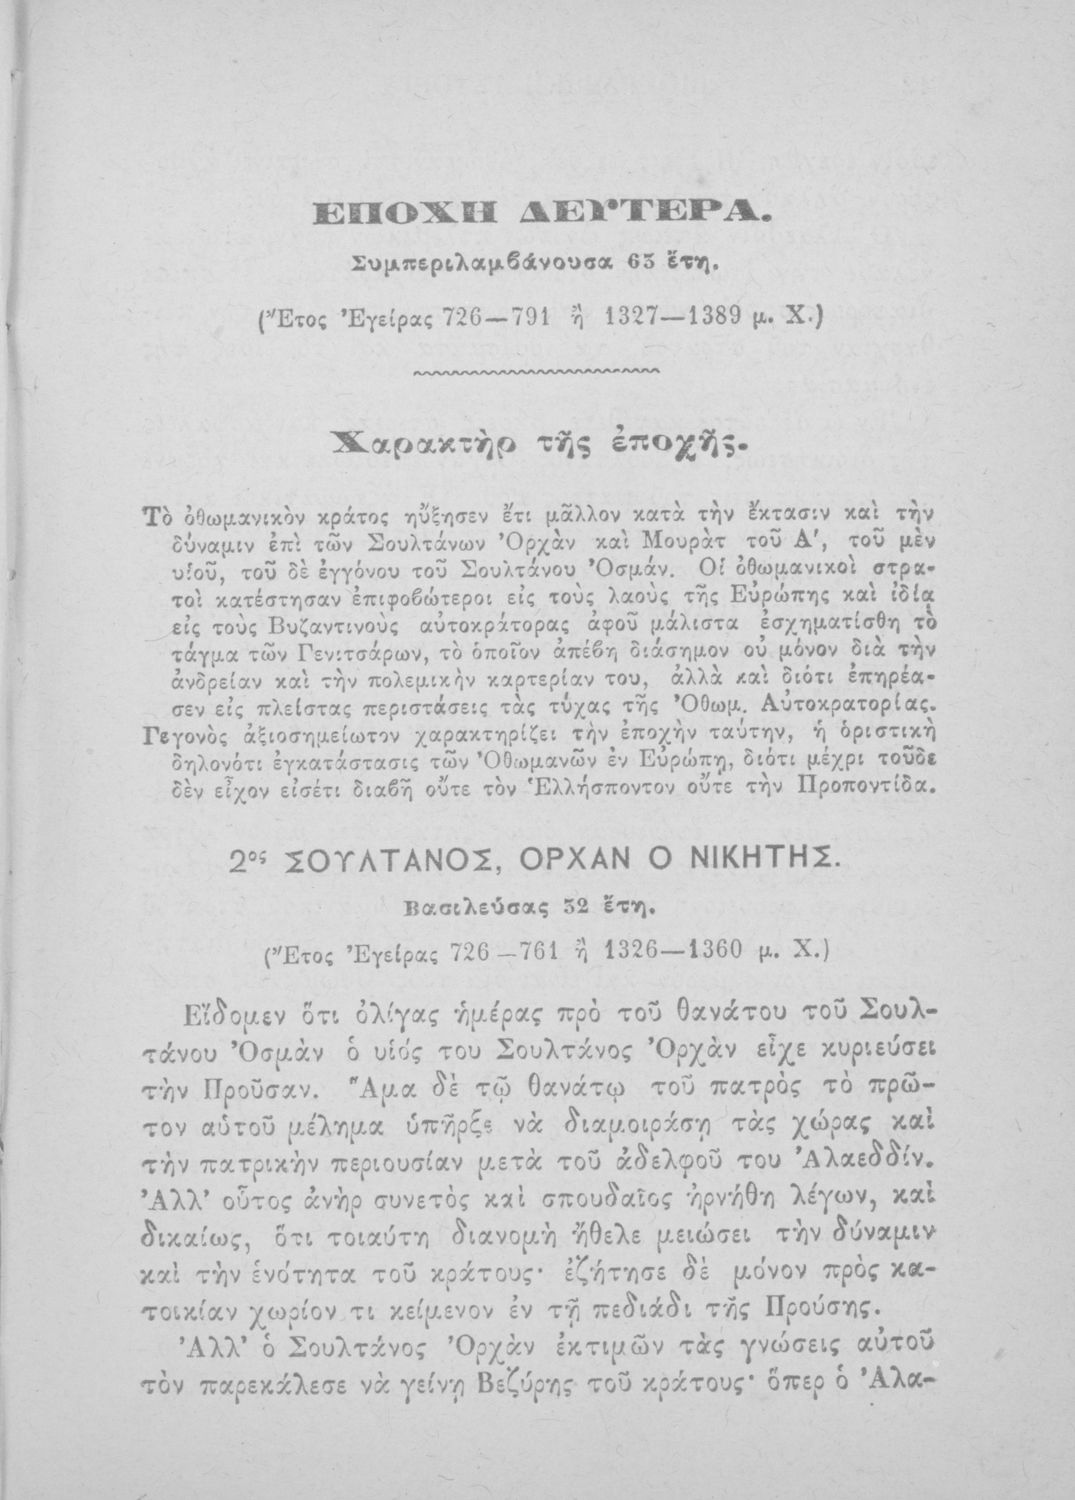 ΕΠΟΧΗ ΔΕΥΤΕΡΑ.
Συμπεριλαμβάνουσα 63 ἔτη.
(Ἔτος Ἐγείρας 726—791 ἢ 1327—1389 μ. Χ.)
Χαρακτὴρ τῆς ἐποχῆς.
Τὸ ὀθωμανικὸν κράτος ηὔξησεν ἔτι μᾶλλον κατὰ τὴν ἔκτασιν καὶ τὴν
δύναμιν ἐπὶ τῶν Σουλτάνων Ὀρχὰν καὶ Μουρὰτ τοῦ Α', τοῦ μὲν
υἱοῦ, τοῦ δὲ ἐγγόνου τοῦ Σουλτάνου Ὀσμάν. Οἱ ὀθωμανικοὶ στρα-
τοὶ κατέστησαν ἐπιφοβώτεροι εἰς τοὺς λαοὺς τῆς Εὐρώπης καὶ ἰδίᾳ
εἰς τοὺς Βυζαντινοὺς αὐτοκράτορας ἀφοῦ μάλιστα ἐσχηματίσθη τὸ
τάγμα τῶν Γενιτσάρων, τὸ ὁποῖον ἀπέβη διάσημον οὐ μόνον διὰ τὴν
ἀνδρείαν καὶ τὴν πολεμικὴν καρτερίαν του, ἀλλὰ καὶ διότι ἐπηρέα-
σεν εἰς πλείστας περιστάσεις τὰς τύχας τῆς Ὀθωμ. Αὐτοκρατορίας.
Γεγονὸς ἀξιοσημείωτον χαρακτηρίζει τὴν ἐποχὴν ταύτην, ἡ ὁριστικὴ
δηλονότι ἐγκατάστασις τῶν Ὀθωμανῶν ἐν Εὐρώπῃ, διότι μέχρι τοῦδε
δὲν εἶχον εἰσέτι διαβῆ οὔτε τὸν Ἑλλήσποντον οὔτε τὴν Προποντίδα.
2ος ΣΟΥΛΤΑΝΟΣ, ΟΡΧΑΝ Ο ΝΙΚΗΤΗΣ.
Βασιλεύσας 32 ἔτη.
(Ἔτος Ἐγείρας 726—761 ἢ 1326—1360 μ. Χ.)
Εἴδομεν ὅτι ὀλίγας ἡμέρας πρὸ τοῦ θανάτου τοῦ Σουλ-
τάνου Ὀσμὰν ὁ υἱός του Σουλτάνος Ὀρχὰν εἶχε κυριεύσει
τὴν Προῦσαν. Ἅμα δὲ τῷ θανάτῳ τοῦ πατρὸς τὸ πρῶ-
τον αὑτοῦ μέλημα ὑπῆρξε νὰ διαμοιράσῃ τὰς χώρας καὶ
τὴν πατρικὴν περιουσίαν μετὰ τοῦ ἀδελφοῦ του Ἀλαεδδίν.
Ἀλλ' οὗτος ἀνὴρ συνετὸς καὶ σπουδαῖος ἠρνήθη λέγων, καὶ
δικαίως, ὅτι τοιαύτη διανομὴ ἤθελε μειώσει τὴν δύναμιν
καὶ τὴν ἑνότητα τοῦ κράτους· ἐζήτησε δὲ μόνον πρὸς κα-
τοικίαν χωρίον τι κείμενον ἐν τῇ πεδιάδι τῆς Προύσης.
Ἀλλ' ὁ Σουλτάνος Ὀρχὰν ἐκτιμῶν τὰς γνώσεις αὐτοῦ
τὸν παρεκάλεσε νὰ γείνῃ Βεζύρης τοῦ κράτους· ὅπερ ὁ Ἀλα-